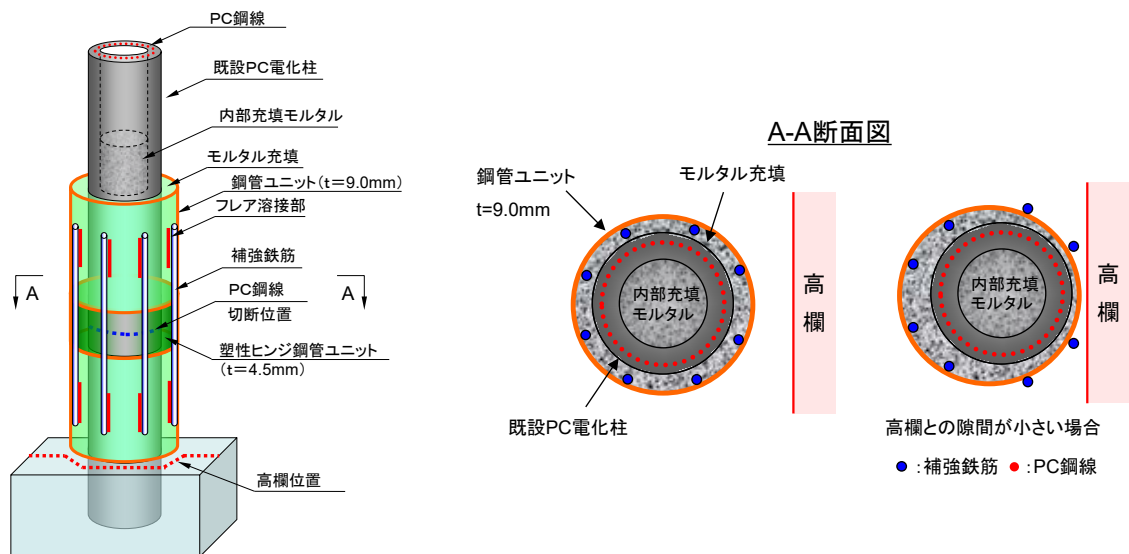 PC鋼線
既設PC電化柱
内部充填モルタル
モルタル充填
鋼管ユニット(t=9.0mm)
フレア溶接部
補強鉄筋
A
A
PC鋼線
切断位置
塑性ヒンジ鋼管ユニット
(t=4.5mm)
高欄位置
A-A断面図
鋼管ユニット
t=9.0mm
モルタル充填
内部充填
モルタル
既設PC電化柱
高
欄
内部充填
モルタル
高
欄
高欄との隙間が小さい場合
:補強鉄筋
:PC鋼線